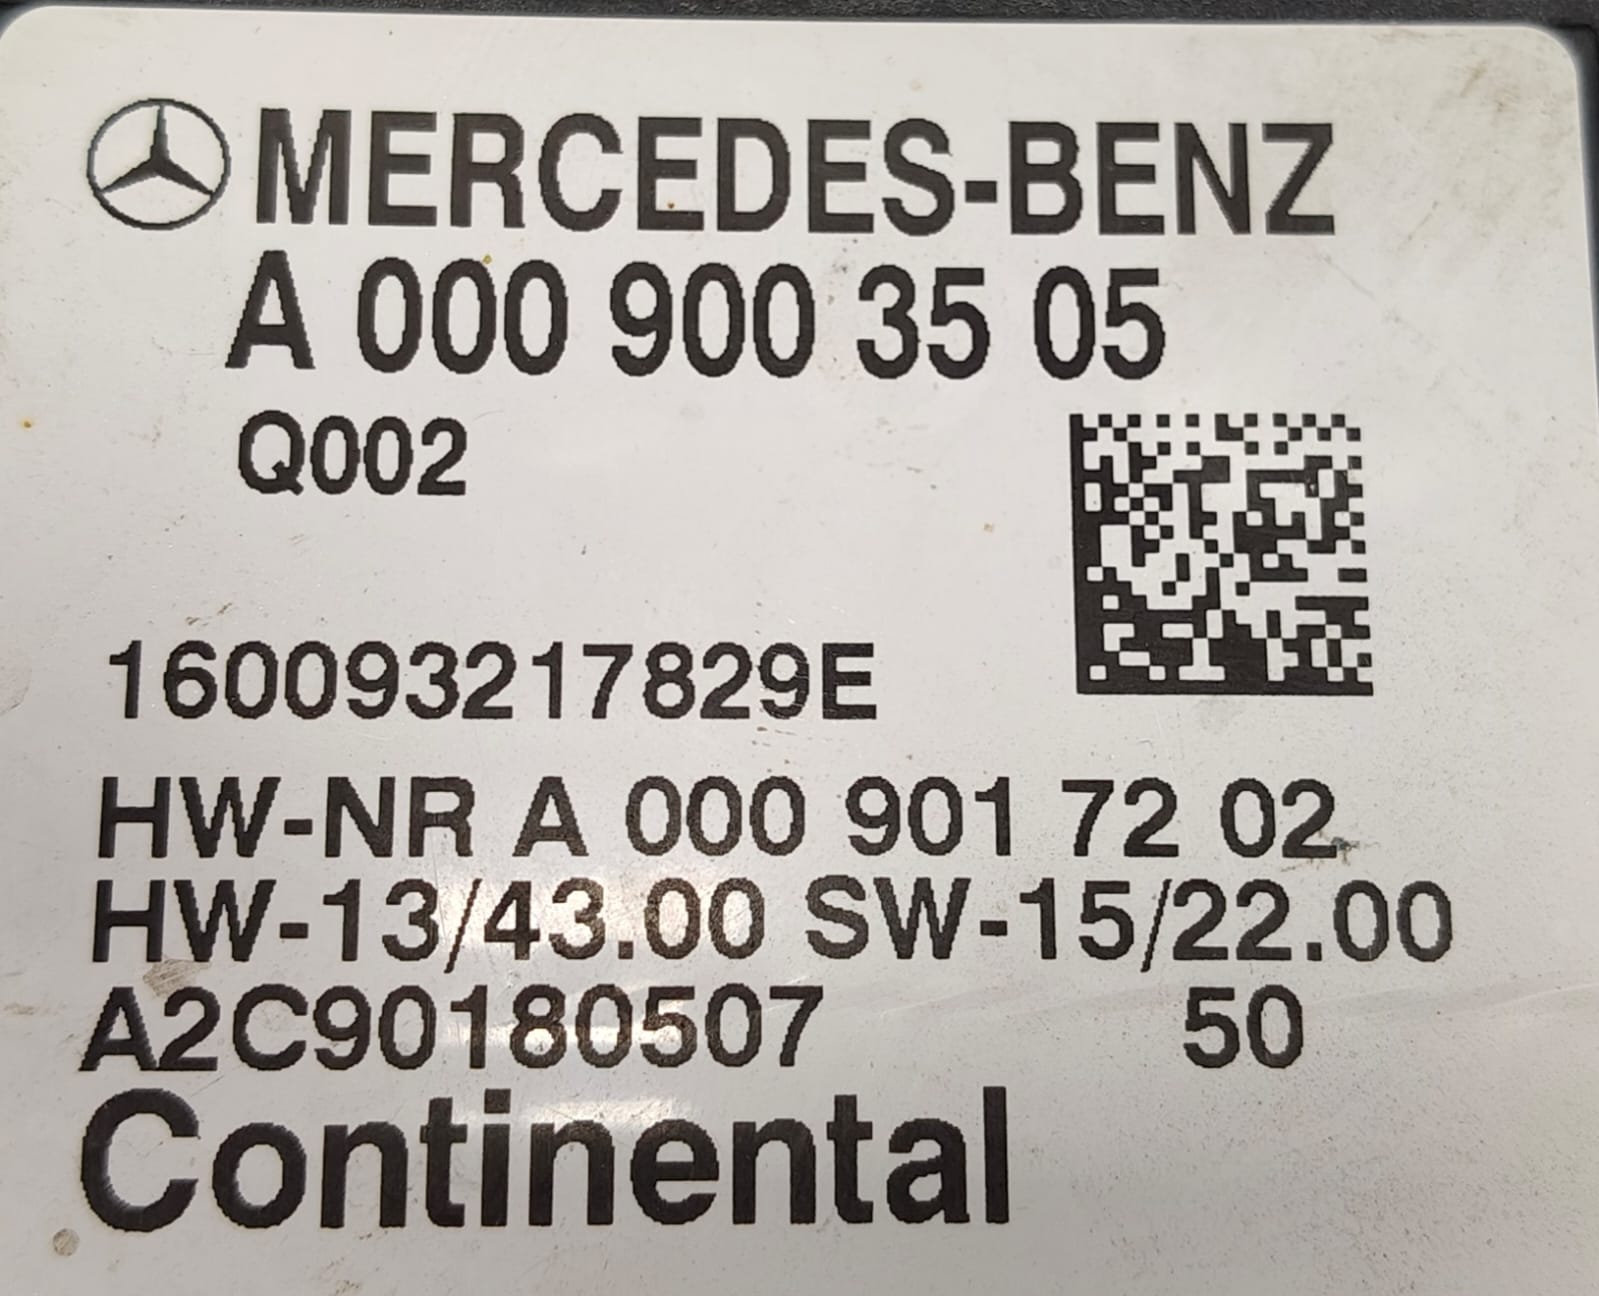 MERCEDES-BENZ
A 000 900 35 05
Q002
160093217829E
HW-NR A 000 901 72 02
HW-13/43.00 SW-15/22.00
A2C90180507 50
Continental